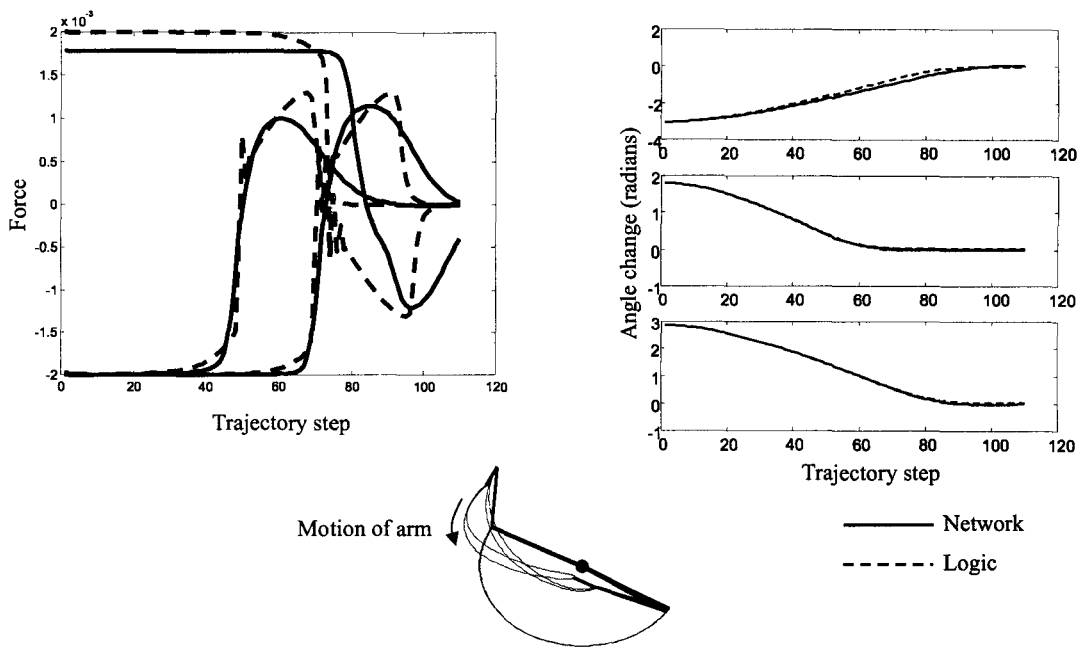 x 10⁻³
2
1.5
1
0.5
0
-0.5
-1
-1.5
-2
Force
0 20 40 60 80 100 120
Trajectory step
2
0
-2
-4
0 20 40 60 80 100 120
2
1
0
-1
0 20 40 60 80 100 120
3
2
1
0
-1
0 20 40 60 80 100 120
Angle change (radians)
Trajectory step
Motion of arm
Network
Logic